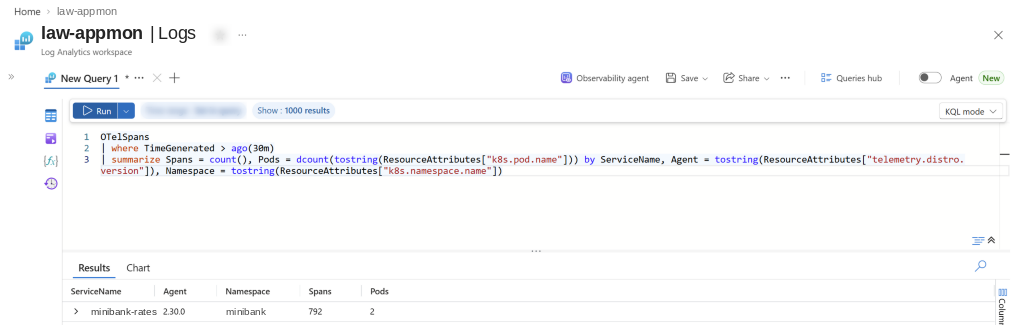 Home › law-appmon
law-appmon | Logs ...
Log Analytics workspace
» New Query 1 * ... Observability agent Save Share ... Queries hub Agent New
Run Show : 1000 results KQL mode
1 OTelSpans
2 | where TimeGenerated > ago(30m)
3 | summarize Spans = count(), Pods = dcount(tostring(ResourceAttributes["k8s.pod.name"])) by ServiceName, Agent = tostring(ResourceAttributes["telemetry.distro.
version"]), Namespace = tostring(ResourceAttributes["k8s.namespace.name"])
...
Results Chart
ServiceName Agent Namespace Spans Pods
minibank-rates 2.30.0 minibank 792 2